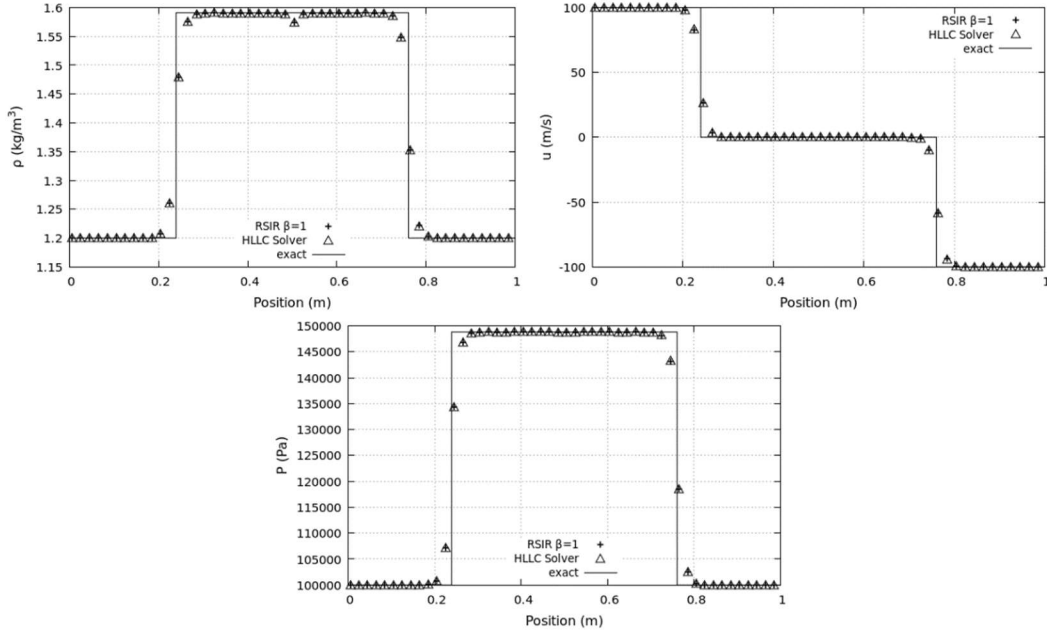 1.6
1.55
1.5
1.45
1.4
1.35
1.3
1.25
1.2
1.15
ρ (kg/m³)
RSIR β=1
HLLC Solver
exact
0 0.2 0.4 0.6 0.8 1
Position (m)
100
50
0
-50
-100
u (m/s)
RSIR β=1
HLLC Solver
exact
0 0.2 0.4 0.6 0.8 1
Position (m)
150000
145000
140000
135000
130000
125000
120000
115000
110000
105000
100000
P (Pa)
RSIR β=1
HLLC Solver
exact
0 0.2 0.4 0.6 0.8 1
Position (m)